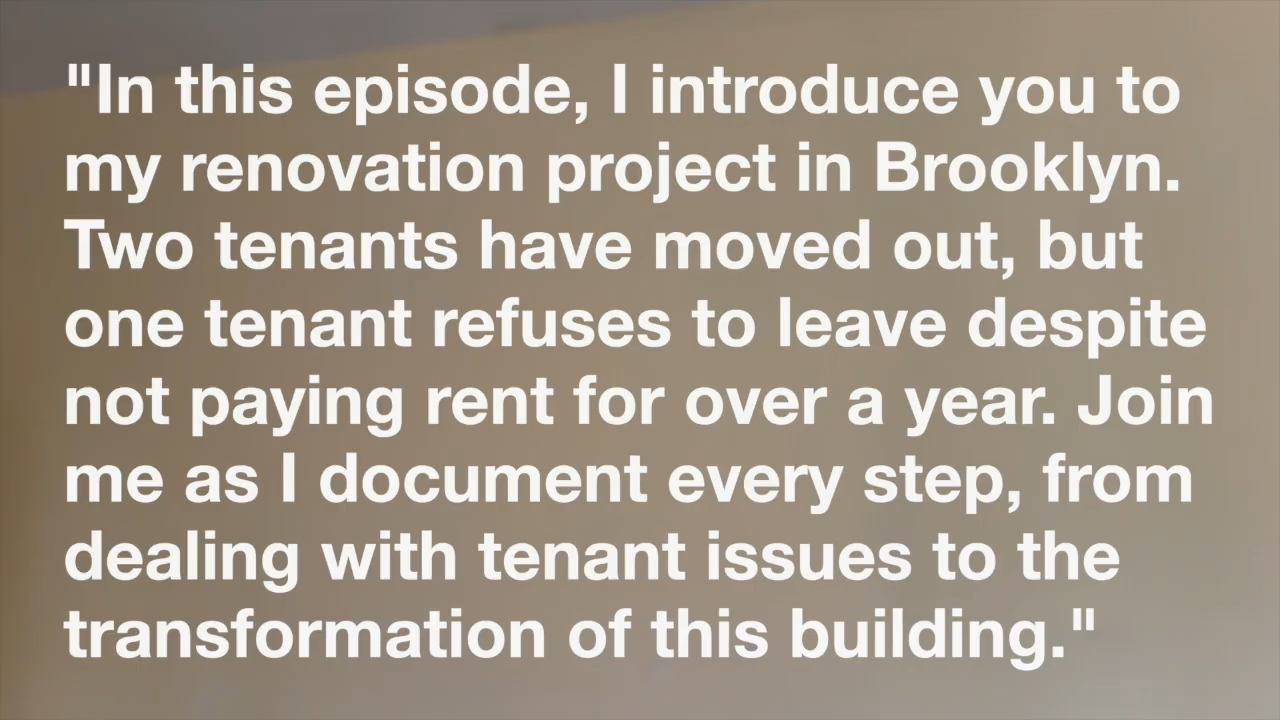 "In this episode, I introduce you to
my renovation project in Brooklyn.
Two tenants have moved out, but
one tenant refuses to leave despite
not paying rent for over a year. Join
me as I document every step, from
dealing with tenant issues to the
transformation of this building."